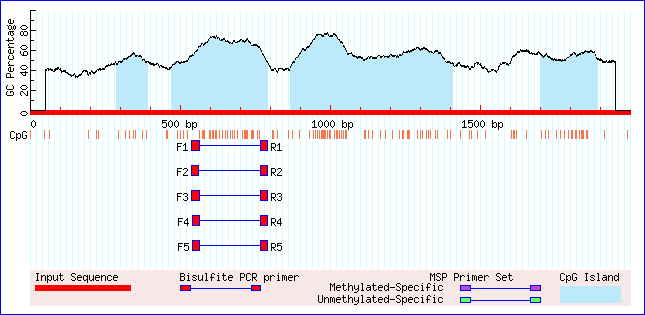 GC Percentage
80
60
40
20
0
0 500 bp 1000 bp 1500 bp
CpG
F1 R1
F2 R2
F3 R3
F4 R4
F5 R5
Input Sequence Bisulfite PCR primer MSP Primer Set CpG Island
Methylated-Specific
Unmethylated-Specific